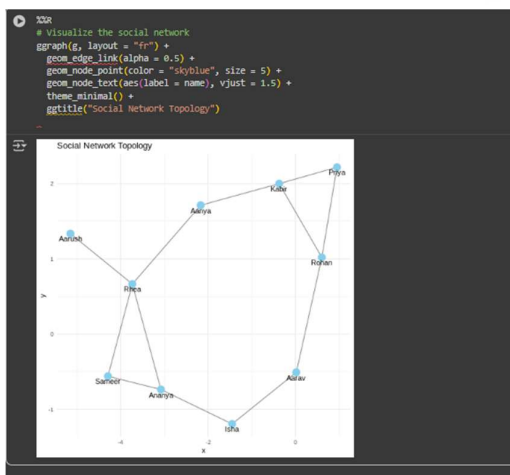 %%R
# Visualize the social network
ggraph(g, layout = "fr") +
geom_edge_link(alpha = 0.5) +
geom_node_point(color = "skyblue", size = 5) +
geom_node_text(aes(label = name), vjust = 1.5) +
theme_minimal() +
ggtitle("Social Network Topology")
Social Network Topology
Priya
2
Kabir
Aanya
Aarush
Rohan
1
Rhea
y
0
Sameer
Aarav
Ananya
-1
Isha
-4
-2
0
x